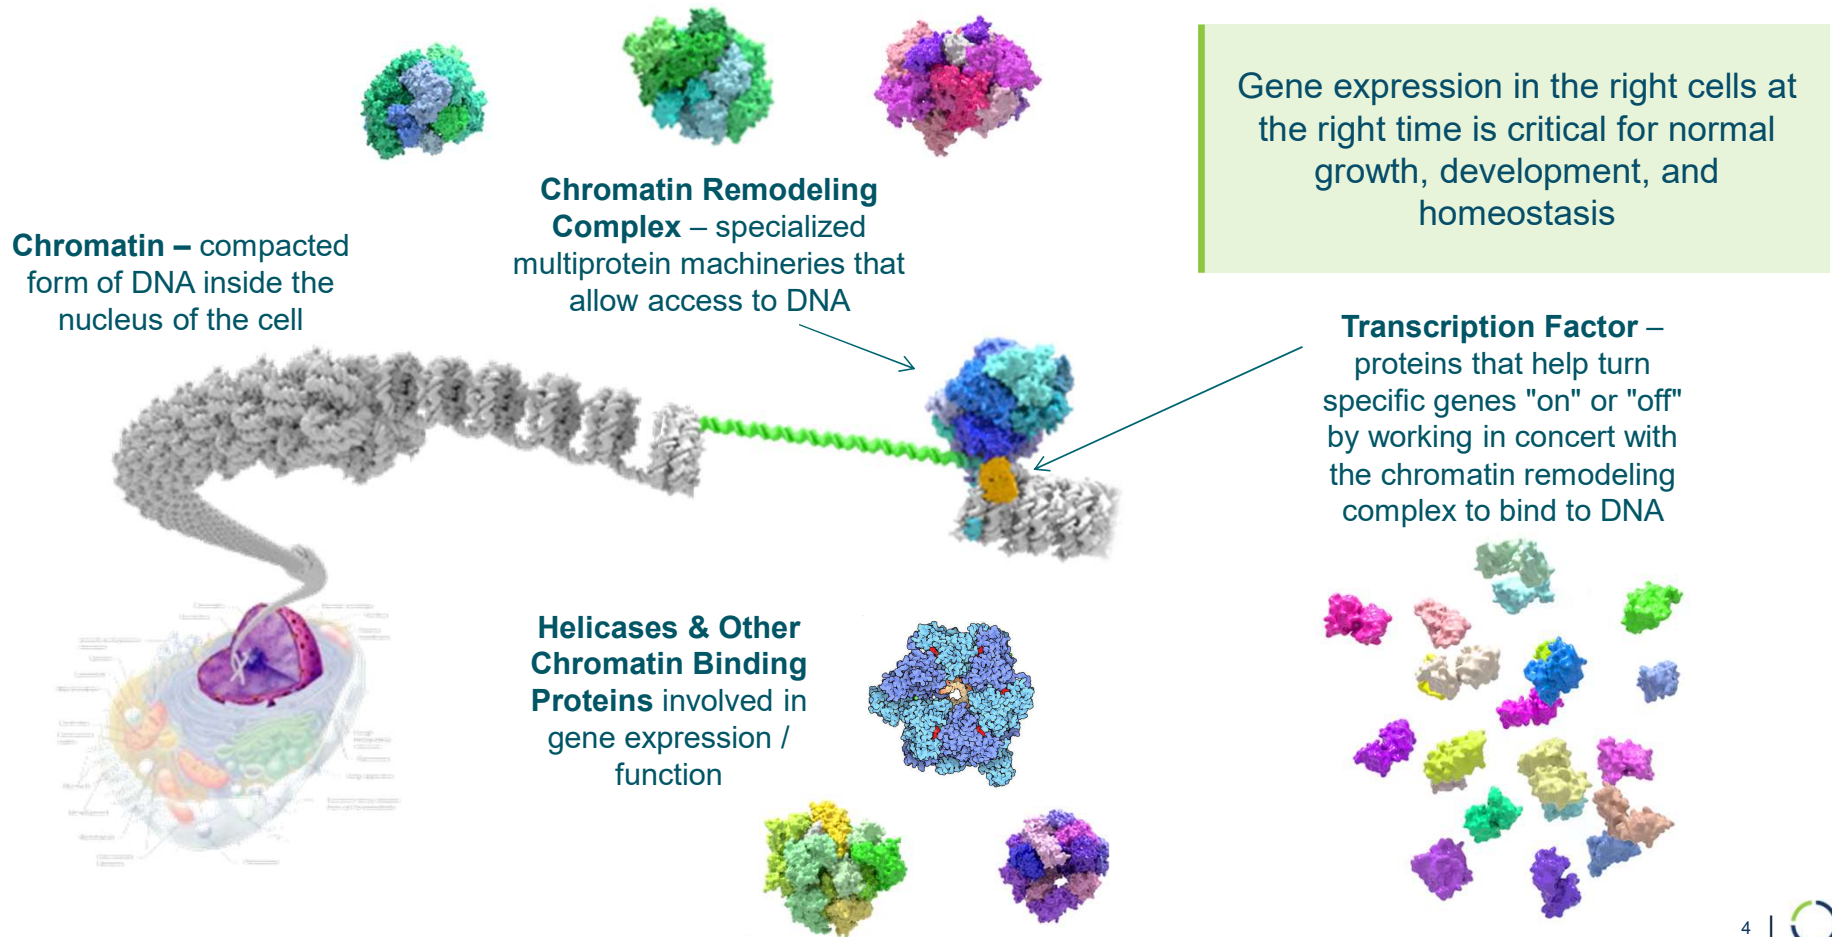 Gene expression in the right cells at
the right time is critical for normal
growth, development, and
homeostasis
Chromatin Remodeling
Complex – specialized
multiprotein machineries that
allow access to DNA
Chromatin – compacted
form of DNA inside the
nucleus of the cell
Transcription Factor –
proteins that help turn
specific genes "on" or "off"
by working in concert with
the chromatin remodeling
complex to bind to DNA
Helicases & Other
Chromatin Binding
Proteins involved in
gene expression /
function
4 |